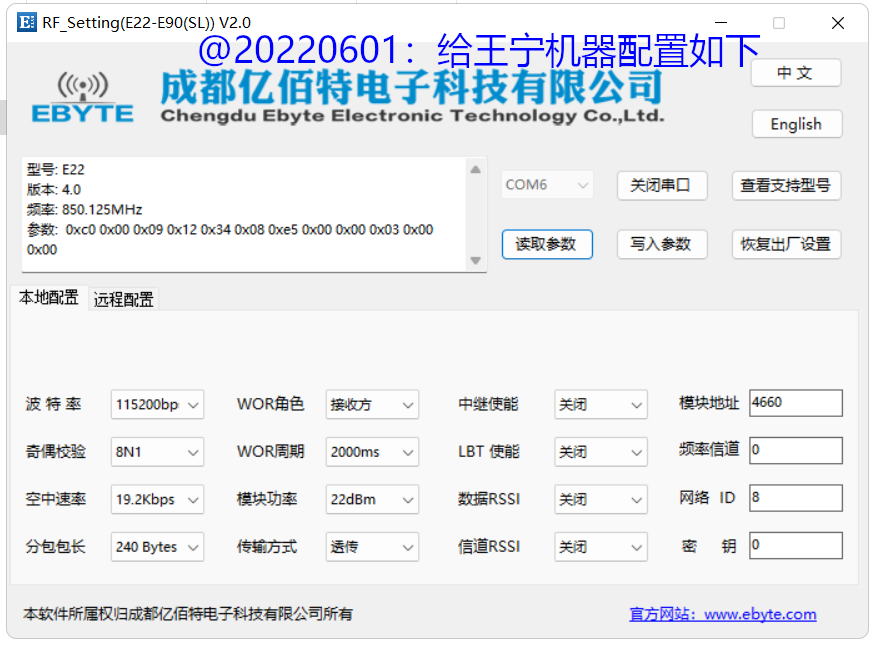 RF_Setting(E22-E90(SL)) V2.0
@20220601：给王宁机器配置如下
EBYTE
成都亿佰特电子科技有限公司
Chengdu Ebyte Electronic Technology Co.,Ltd.
中 文
English
型号: E22
版本: 4.0
频率: 850.125MHz
参数: 0xc0 0x00 0x09 0x12 0x34 0x08 0xe5 0x00 0x00 0x03 0x00
0x00
COM6 关闭串口 查看支持型号
读取参数 写入参数 恢复出厂设置
本地配置 远程配置
波 特 率 115200bp WOR角色 接收方 中继使能 关闭 模块地址 4660
奇偶校验 8N1 WOR周期 2000ms LBT 使能 关闭 频率信道 0
空中速率 19.2Kbps 模块功率 22dBm 数据RSSI 关闭 网络 ID 8
分包包长 240 Bytes 传输方式 透传 信道RSSI 关闭 密 钥 0
本软件所属权归成都亿佰特电子科技有限公司所有 官方网站：www.ebyte.com